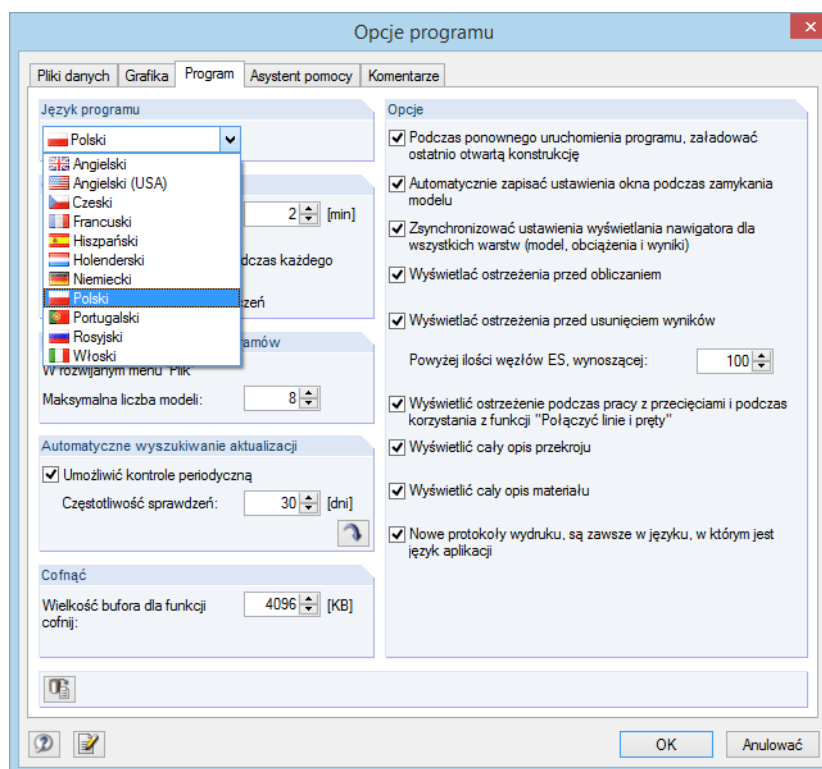 Opcje programu
Pliki danych
Grafika
Program
Asystent pomocy
Komentarze
Język programu
Polski
Angielski
Angielski (USA)
Czeski
Francuski
Hiszpański
Holenderski
Niemiecki
Polski
Portugalski
Rosyjski
Włoski
2 [min]
dczas każdego
W rozwijanym menu "Plik"
Maksymalna liczba modeli: 8
Automatyczne wyszukiwanie aktualizacji
Umożliwić kontrole periodyczną
Częstotliwość sprawdzeń: 30 [dni]
Cofnąć
Wielkość bufora dla funkcji
cofnij:
4096 [KB]
Opcje
Podczas ponownego uruchomienia programu, załadować
ostatnio otwartą konstrukcję
Automatycznie zapisać ustawienia okna podczas zamykania
modelu
Zsynchronizować ustawienia wyświetlania nawigatora dla
wszystkich warstw (model, obciążenia i wyniki)
Wyświetlać ostrzeżenia przed obliczaniem
Wyświetlać ostrzeżenia przed usunięciem wyników
Powyżej ilości węzłów ES, wynoszącej: 100
Wyświetlić ostrzeżenie podczas pracy z przecięciami i podczas
korzystania z funkcji "Połączyć linie i pręty"
Wyświetlić cały opis przekroju
Wyświetlić caly opis materiału
Nowe protokoły wydruku, są zawsze w języku, w którym jest
język aplikacji
OK
Anulować